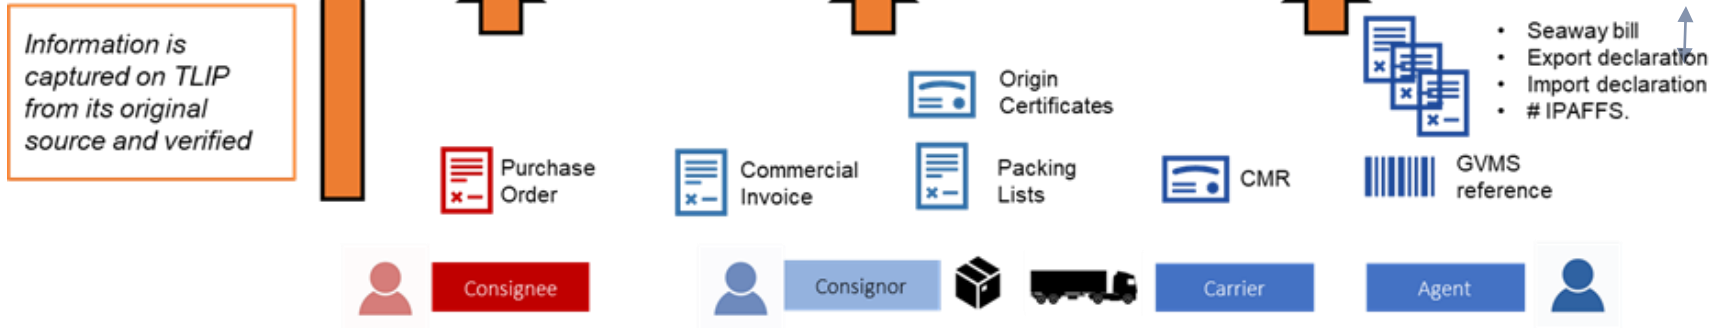 Information is
captured on TLIP
from its original
source and verified
Purchase
Order
Commercial
Invoice
Origin
Certificates
Packing
Lists
CMR
• Seaway bill
• Export declaration
• Import declaration
• # IPAFFS.
GVMS
reference
Consignee
Consignor
Carrier
Agent